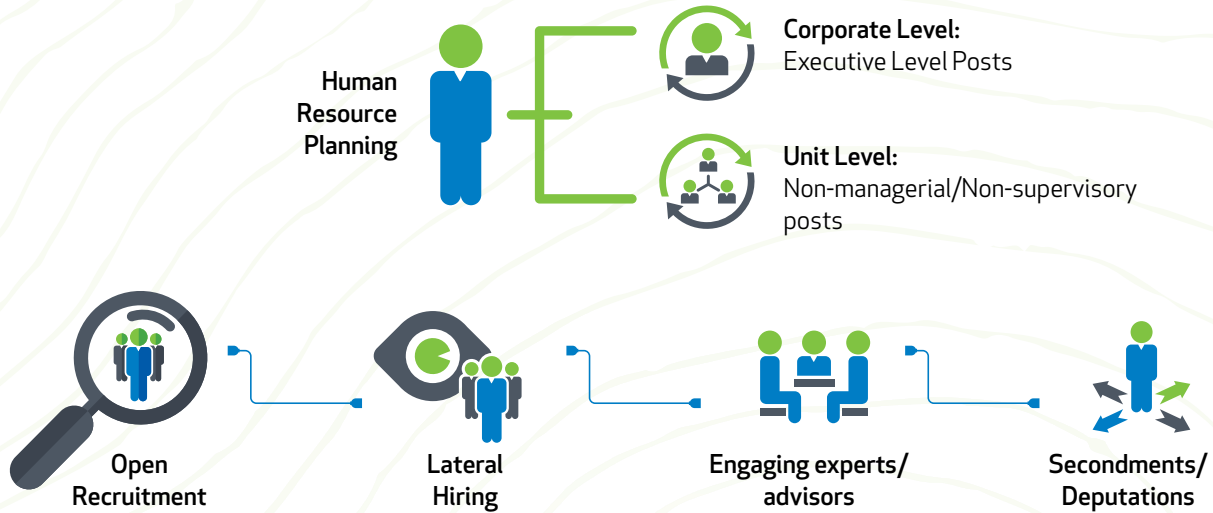 Human
Resource
Planning
Corporate Level:
Executive Level Posts
Unit Level:
Non-managerial/Non-supervisory
posts
Open
Recruitment
Lateral
Hiring
Engaging experts/
advisors
Secondments/
Deputations